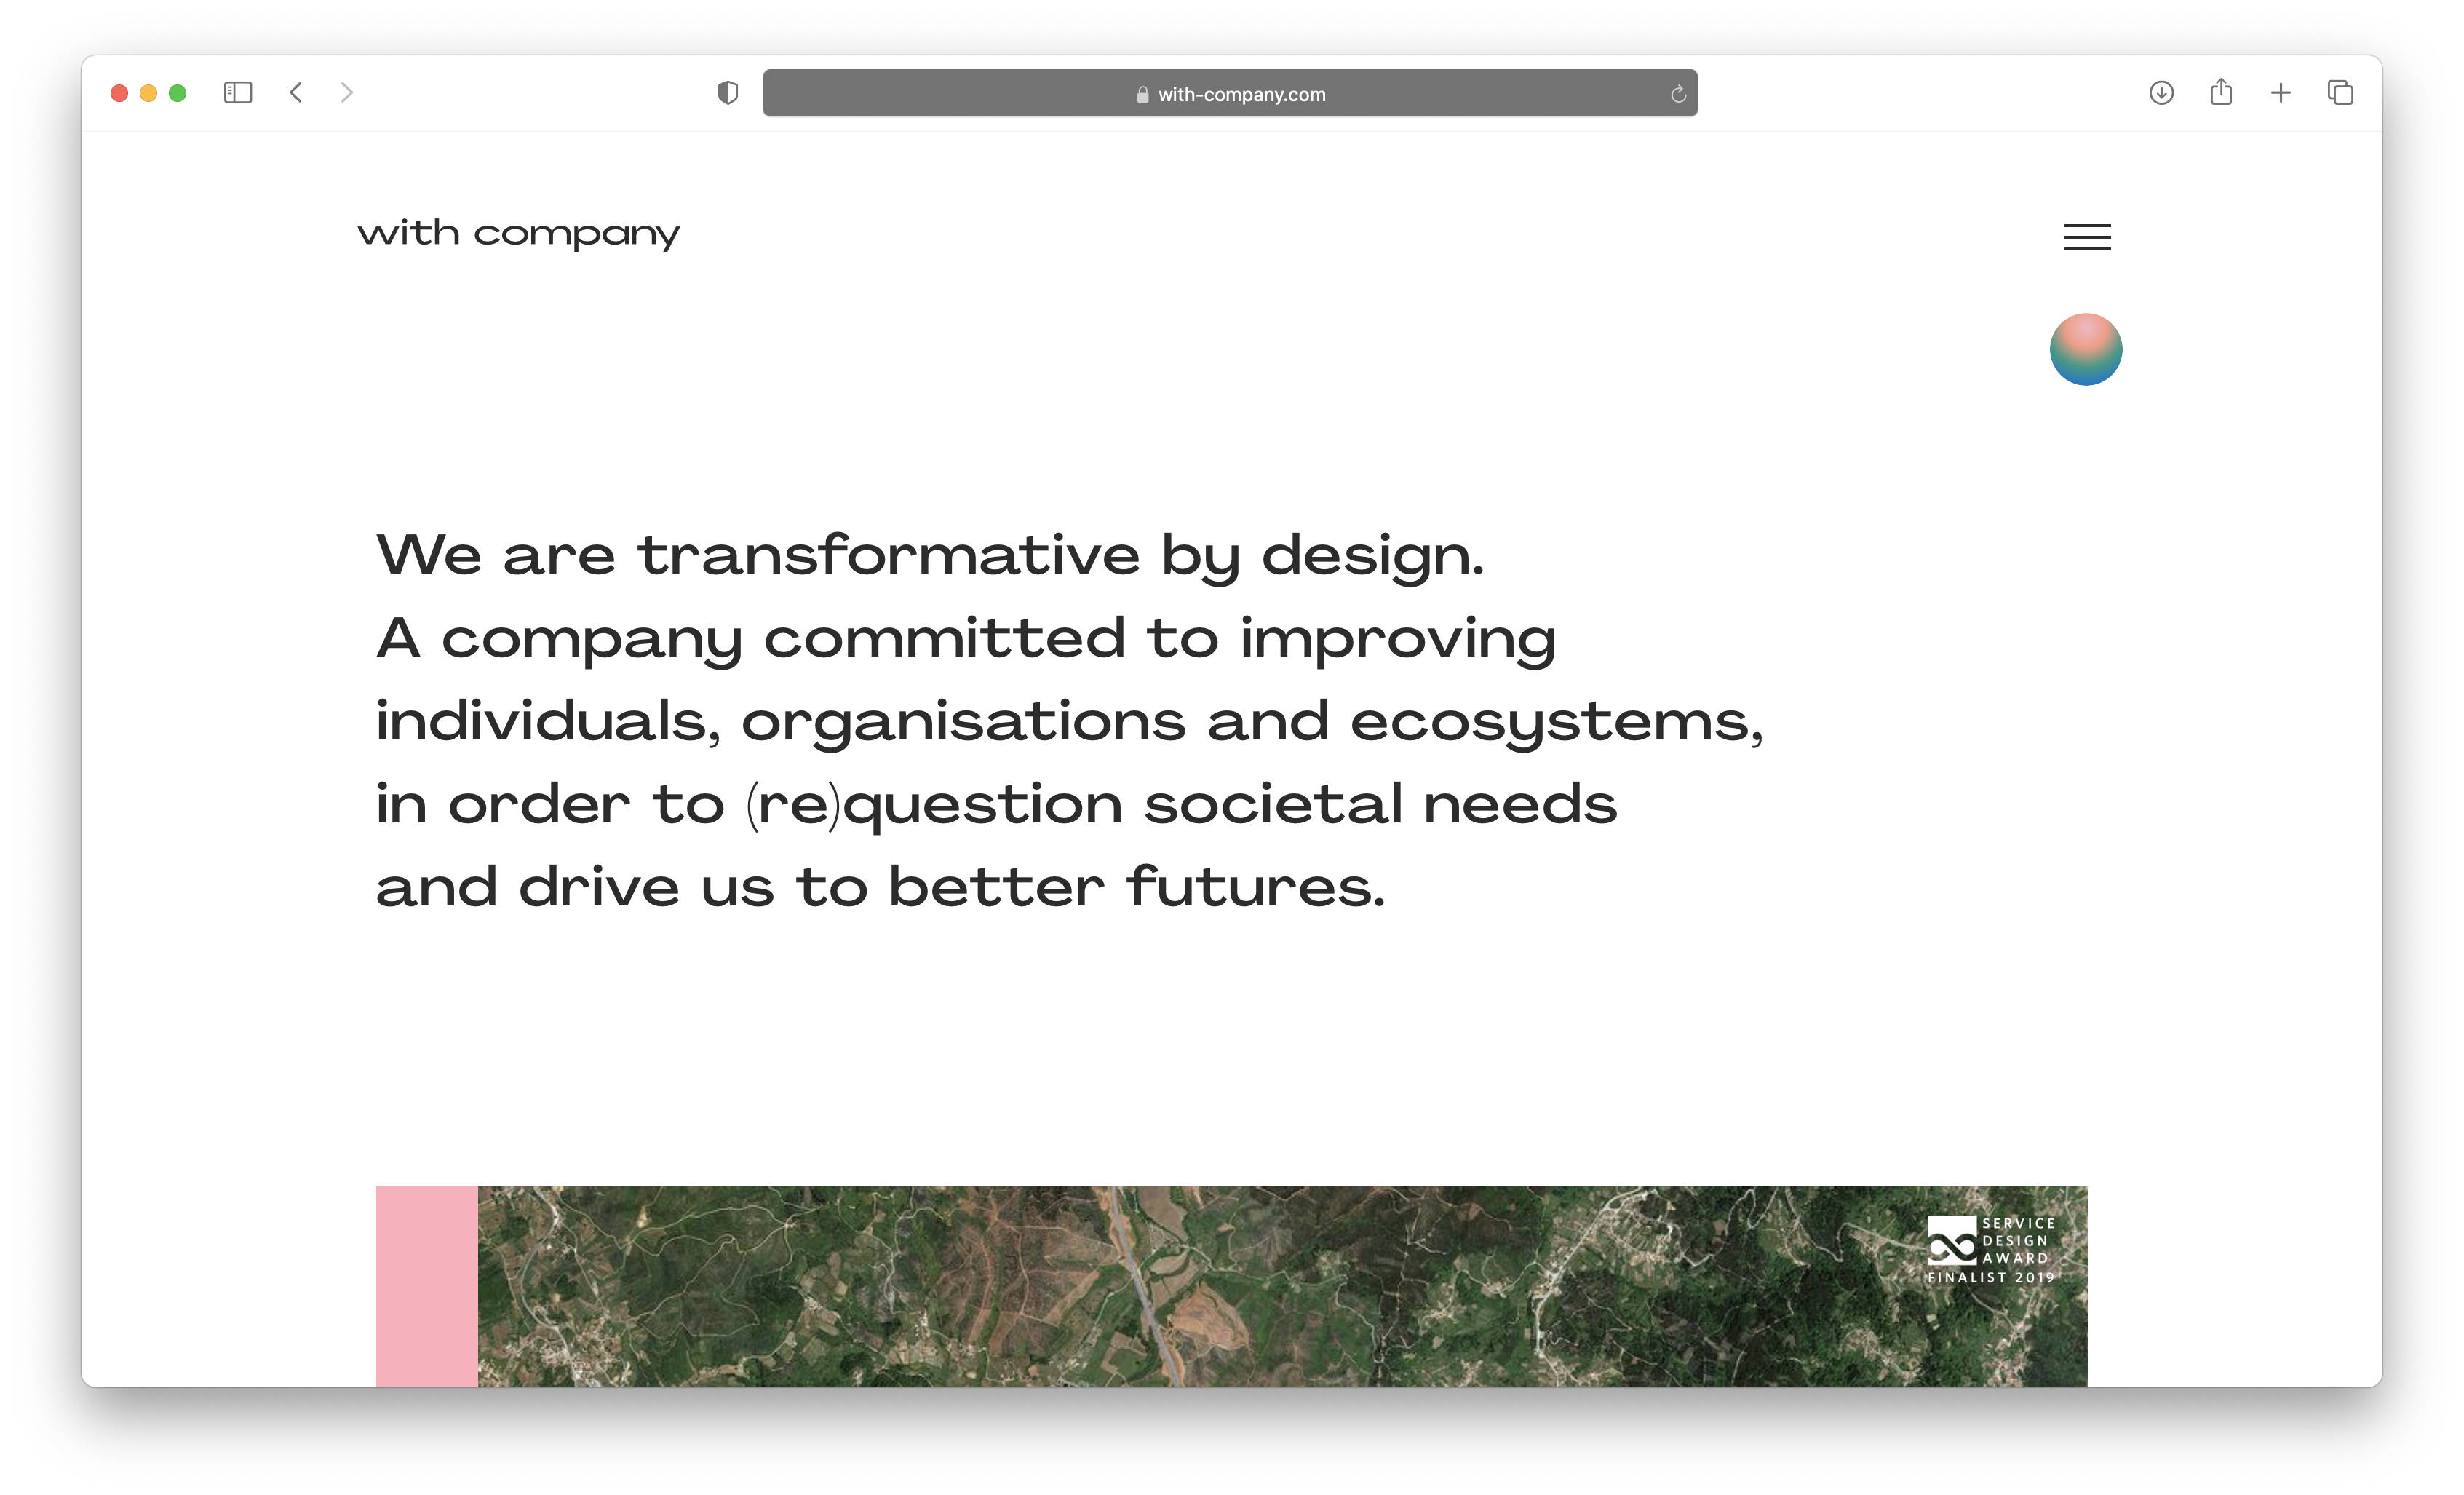 with-company.com
with company
We are transformative by design.
A company committed to improving
individuals, organisations and ecosystems,
in order to (re)question societal needs
and drive us to better futures.
SERVICE
DESIGN
AWARD
FINALIST 2019